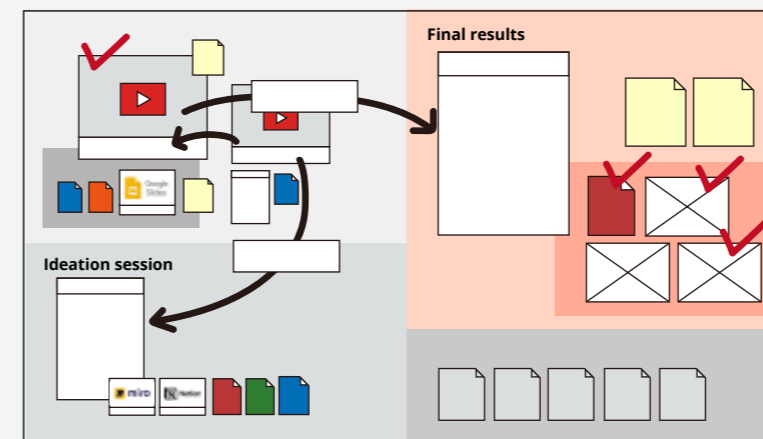 Final results
Google
Slides
Ideation session
miro
Notion